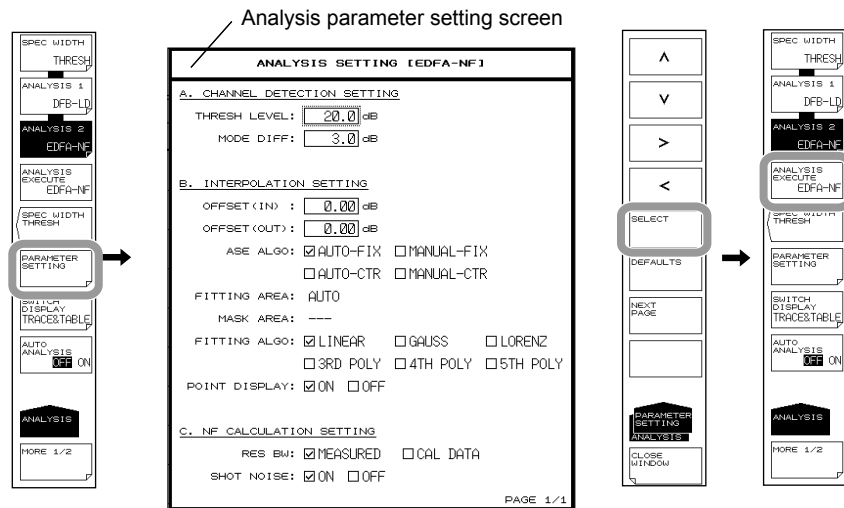 Analysis parameter setting screen
SPEC WIDTH
THRESH
ANALYSIS 1
DFB-LD
ANALYSIS 2
EDFA-NF
ANALYSIS
EXECUTE
EDFA-NF
SPEC WIDTH
THRESH
PARAMETER
SETTING
SWITCH
DISPLAY
TRACE&TABLE
AUTO
ANALYSIS
OFF ON
ANALYSIS
MORE 1/2
ANALYSIS SETTING [EDFA-NF]
A. CHANNEL DETECTION SETTING
THRESH LEVEL: 20.0 dB
MODE DIFF: 3.0 dB
B. INTERPOLATION SETTING
OFFSET(IN) : 0.00 dB
OFFSET(OUT): 0.00 dB
ASE ALGO: ☑AUTO-FIX ☐MANUAL-FIX
☐AUTO-CTR ☐MANUAL-CTR
FITTING AREA: AUTO
MASK AREA: ---
FITTING ALGO: ☑LINEAR ☐GAUSS ☐LORENZ
☐3RD POLY ☐4TH POLY ☐5TH POLY
POINT DISPLAY: ☑ON ☐OFF
C. NF CALCULATION SETTING
RES BW: ☑MEASURED ☐CAL DATA
SHOT NOISE: ☑ON ☐OFF
PAGE 1/1
SELECT
DEFAULTS
NEXT
PAGE
PARAMETER
SETTING
ANALYSIS
CLOSE
WINDOW
SPEC WIDTH
THRESH
ANALYSIS 1
DFB-LD
ANALYSIS 2
EDFA-NF
ANALYSIS
EXECUTE
EDFA-NF
SPEC WIDTH
THRESH
PARAMETER
SETTING
SWITCH
DISPLAY
TRACE&TABLE
AUTO
ANALYSIS
OFF ON
ANALYSIS
MORE 1/2